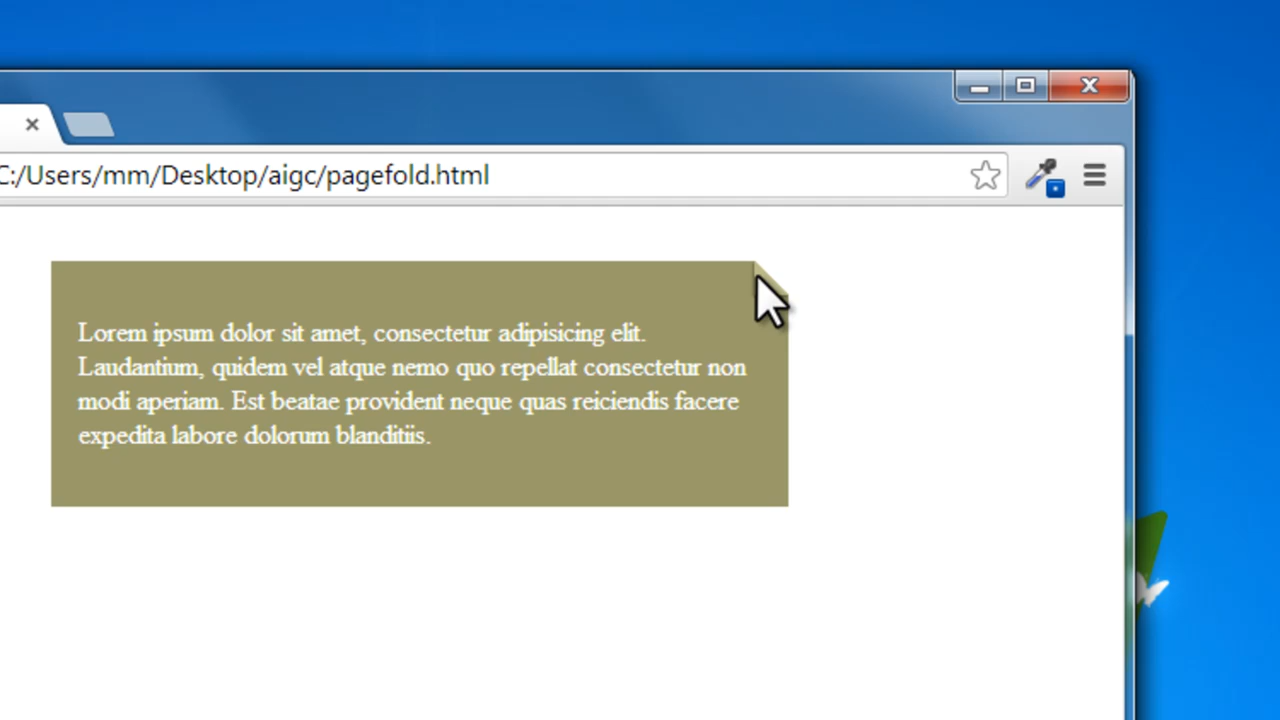 C:/Users/mm/Desktop/aigc/pagefold.html
Lorem ipsum dolor sit amet, consectetur adipisicing elit.
Laudantium, quidem vel atque nemo quo repellat consectetur non
modi aperiam. Est beatae provident neque quas reiciendis facere
expedita labore dolorum blanditiis.